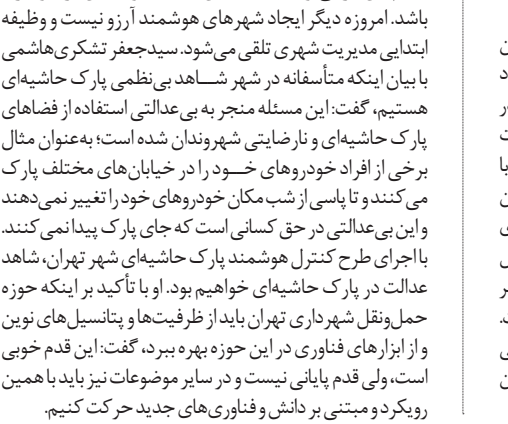 باشد. امروزه دیگر ایجاد شهرهای هوشمند آرزو نیست و وظیفه
ابتدایی مدیریت شهری تلقی می‌شود. سیدجعفر تشکری‌هاشمی
با بیان اینکه متأسفانه در شهر شـــاهد بی‌نظمی پارک حاشیه‌ای
هستیم، گفت: این مسئله منجر به بی‌عدالتی استفاده از فضاهای
پارک حاشیه‌ای و نارضایتی شهروندان شده است؛ به‌عنوان مثال
برخی از افراد خودروهای خـــود را در خیابان‌های مختلف پارک
می‌کنند و تا پاسی از شب مکان خودروهای خود را تغییر نمی‌دهند
و این بی‌عدالتی در حق کسانی است که جای پارک پیدا نمی‌کنند.
با اجرای طرح کنترل هوشمند پارک حاشیه‌ای شهر تهران، شاهد
عدالت در پارک حاشیه‌ای خواهیم بود. او با تأکید بر اینکه حوزه
حمل‌ونقل شهرداری تهران باید از ظرفیت‌ها و پتانسیل‌های نوین
و از ابزارهای فناوری در این حوزه بهره ببرد، گفت: این قدم خوبی
است، ولی قدم پایانی نیست و در سایر موضوعات نیز باید با همین
رویکرد و مبتنی بر دانش و فناوری‌های جدید حرکت کنیم.